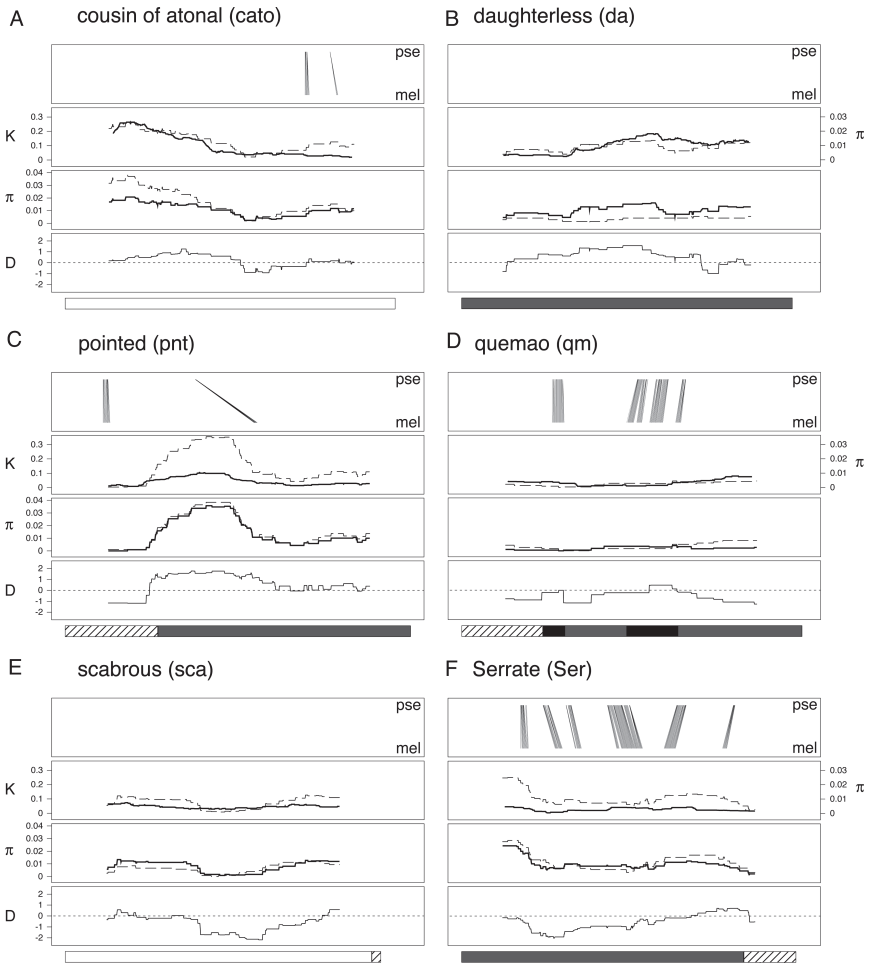 A cousin of atonal (cato)
B daughterless (da)
pse
mel
pse
mel
K
0.3
0.2
0.1
0
0.03
0.02
0.01
0
π
π
0.04
0.03
0.02
0.01
0
D
2
1
0
-1
-2
C pointed (pnt)
D quemao (qm)
pse
mel
pse
mel
K
0.3
0.2
0.1
0
0.03
0.02
0.01
0
π
π
0.04
0.03
0.02
0.01
0
D
2
1
0
-1
-2
E scabrous (sca)
F Serrate (Ser)
pse
mel
pse
mel
K
0.3
0.2
0.1
0
0.03
0.02
0.01
0
π
π
0.04
0.03
0.02
0.01
0
D
2
1
0
-1
-2